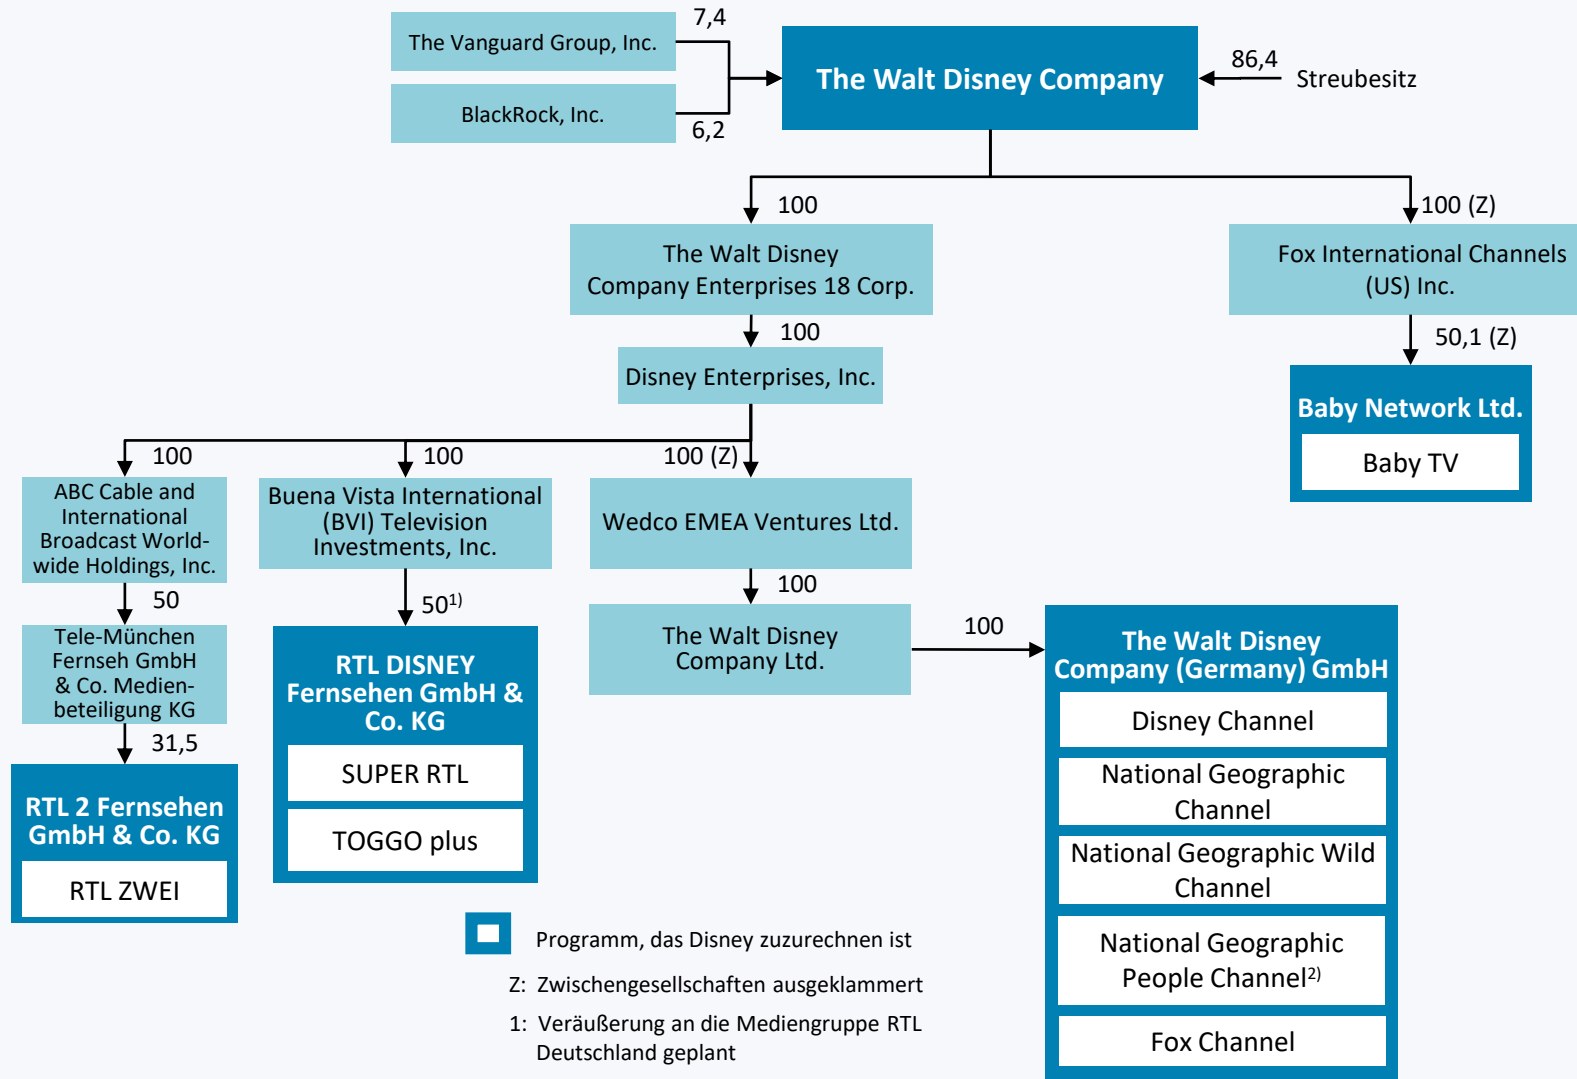 7,4
The Vanguard Group, Inc.
BlackRock, Inc.
6,2
The Walt Disney Company
86,4
Streubesitz
100
100 (Z)
The Walt Disney
Company Enterprises 18 Corp.
Fox International Channels
(US) Inc.
100
50,1 (Z)
Disney Enterprises, Inc.
Baby Network Ltd.
Baby TV
100
100
100 (Z)
ABC Cable and
International
Broadcast World-
wide Holdings, Inc.
Buena Vista International
(BVI) Television
Investments, Inc.
Wedco EMEA Ventures Ltd.
50
50¹⁾
100
Tele-München
Fernseh GmbH
& Co. Medien-
beteiligung KG
31,5
RTL 2 Fernsehen
GmbH & Co. KG
RTL ZWEI
RTL DISNEY
Fernsehen GmbH &
Co. KG
SUPER RTL
TOGGO plus
The Walt Disney
Company Ltd.
100
The Walt Disney
Company (Germany) GmbH
Disney Channel
National Geographic
Channel
National Geographic Wild
Channel
National Geographic
People Channel²⁾
Fox Channel
Programm, das Disney zuzurechnen ist
Z: Zwischengesellschaften ausgeklammert
1: Veräußerung an die Mediengruppe RTL
Deutschland geplant